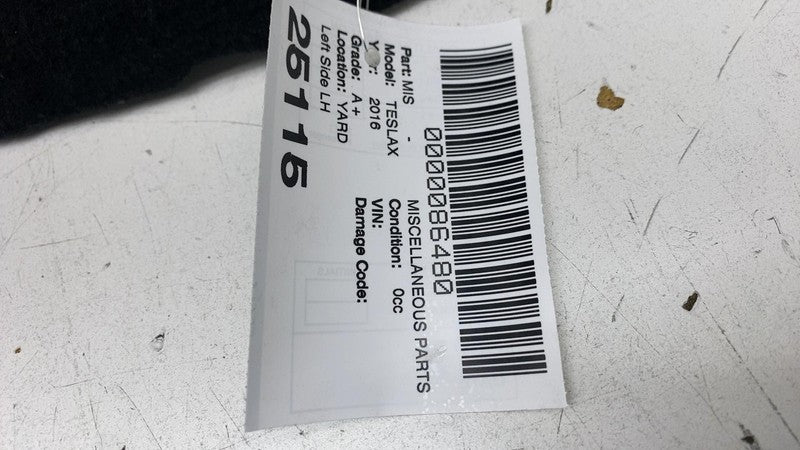 0000086480
Part: MIS - MISCELLANEOUS PARTS
Model: TESLAX Condition: 0cc
Year: 2016 VIN:
Grade: A+ Damage Code:
Location: YARD
Left Side LH
25115